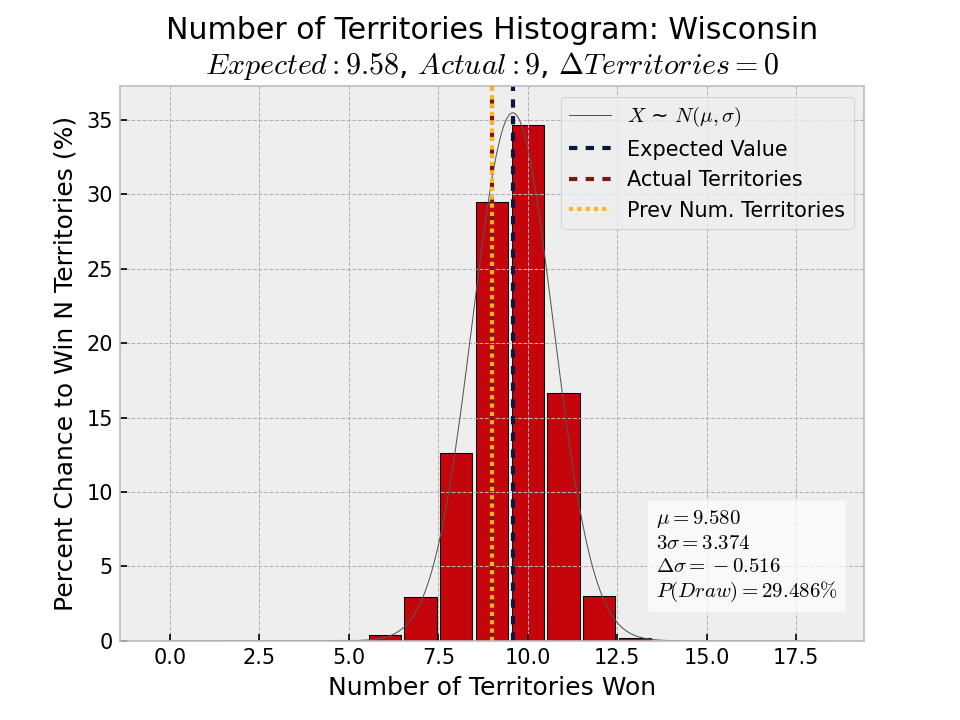 Number of Territories Histogram: Wisconsin
Expected : 9.58, Actual : 9, ΔTerritories = 0
Percent Chance to Win N Territories (%)
35
30
25
20
15
10
5
0
X ~ N(μ, σ)
Expected Value
Actual Territories
Prev Num. Territories
μ = 9.580
3σ = 3.374
Δσ = −0.516
P(Draw) = 29.486%
0.0 2.5 5.0 7.5 10.0 12.5 15.0 17.5
Number of Territories Won